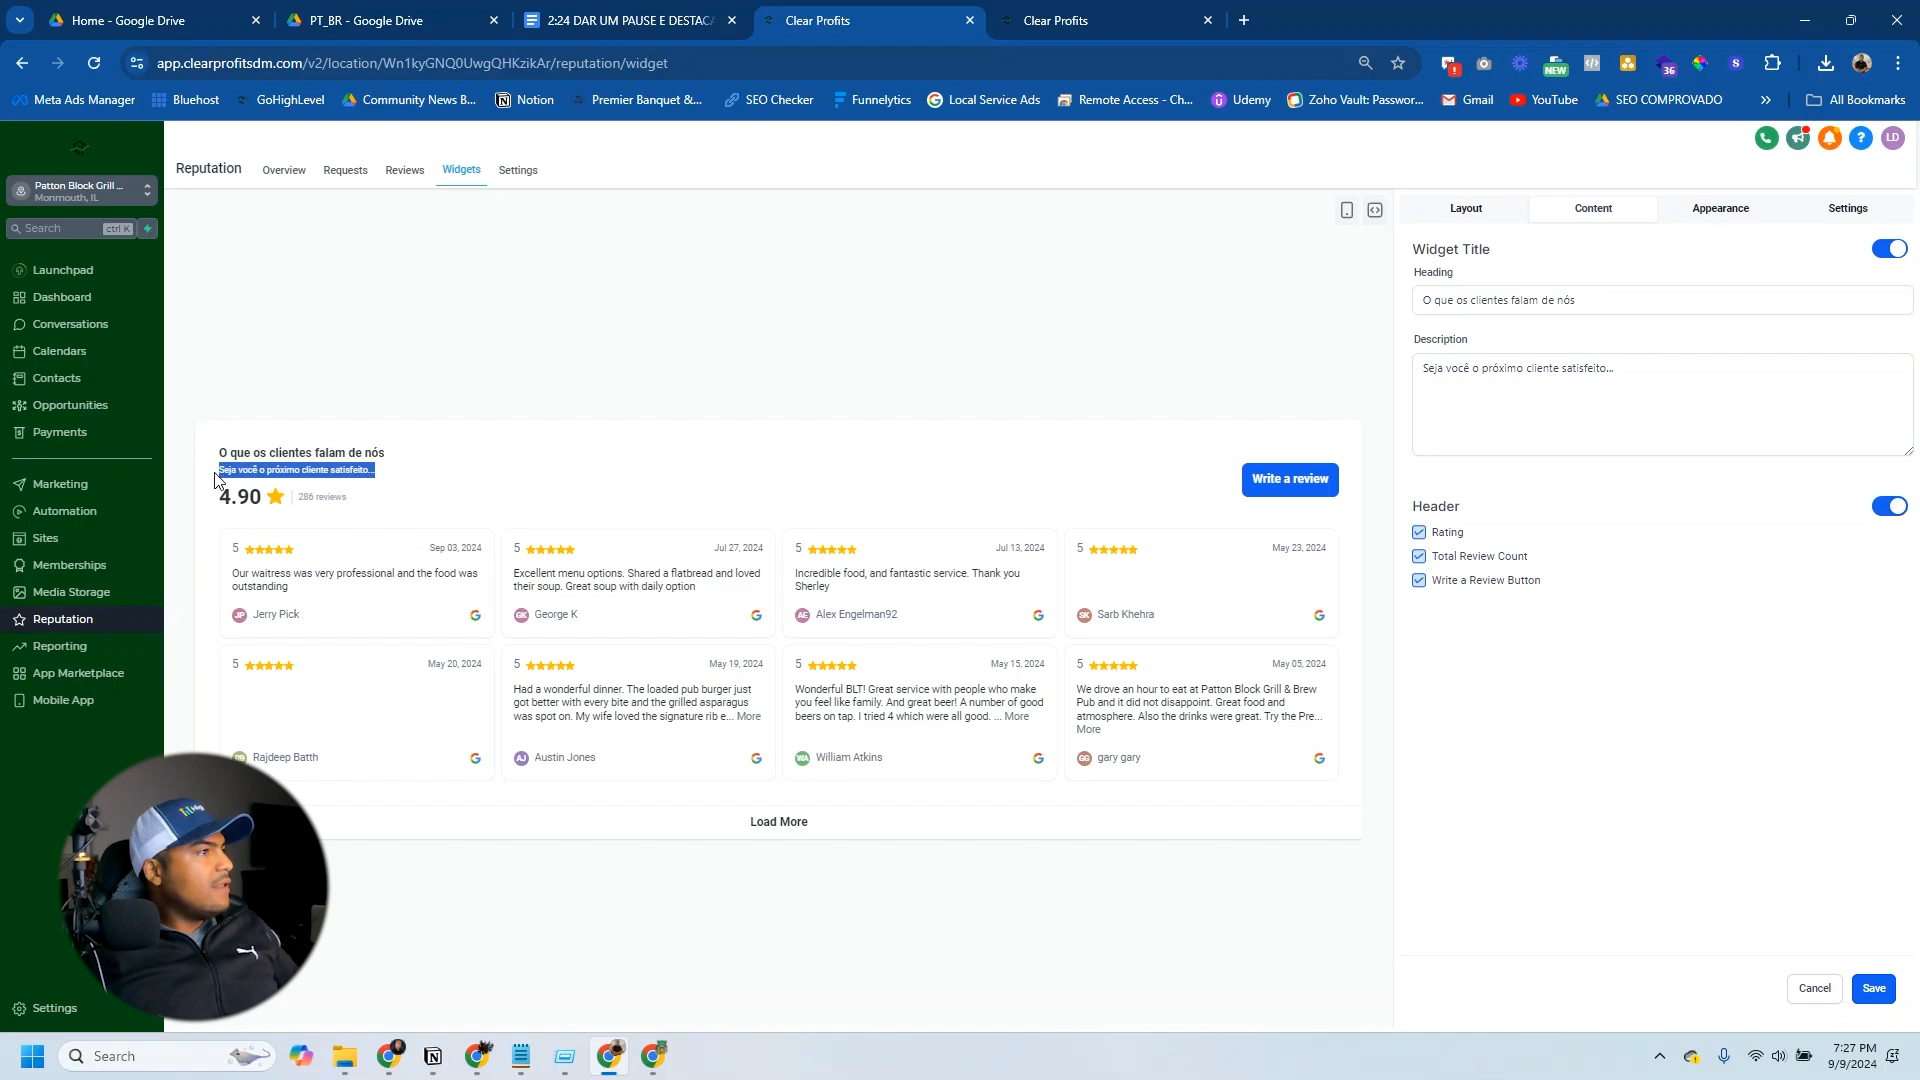 Home - Google Drive
PT_BR - Google Drive
2:24 DAR UM PAUSE E DESTACA
Clear Profits
Clear Profits
app.clearprofitsdm.com/v2/location/Wn1kyGNQ0UwgQHKzikAr/reputation/widget
NEW
36
Meta Ads Manager
Bluehost
GoHighLevel
Community News B...
Notion
Premier Banquet &...
SEO Checker
Funnelytics
Local Service Ads
Remote Access - Ch...
Udemy
Zoho Vault: Passwor...
Gmail
YouTube
SEO COMPROVADO
All Bookmarks
LD
Patton Block Grill ...
Monmouth, IL
Search
ctrl K
Launchpad
Dashboard
Conversations
Calendars
Contacts
Opportunities
Payments
Marketing
Automation
Sites
Memberships
Media Storage
Reputation
Reporting
App Marketplace
Mobile App
Settings
Reputation
Overview
Requests
Reviews
Widgets
Settings
O que os clientes falam de nós
Seja você o próximo cliente satisfeito...
4.90
286 reviews
Write a review
5
Sep 03, 2024
Our waitress was very professional and the food was
outstanding
JP
Jerry Pick
5
Jul 27, 2024
Excellent menu options. Shared a flatbread and loved
their soup. Great soup with daily option
GK
George K
5
Jul 13, 2024
Incredible food, and fantastic service. Thank you
Sherley
AE
Alex Engelman92
5
May 23, 2024
SK
Sarb Khehra
5
May 20, 2024
Rajdeep Batth
5
May 19, 2024
Had a wonderful dinner. The loaded pub burger just
got better with every bite and the grilled asparagus
was spot on. My wife loved the signature rib e... More
AJ
Austin Jones
5
May 15, 2024
Wonderful BLT! Great service with people who make
you feel like family. And great beer! A number of good
beers on tap. I tried 4 which were all good. ... More
WA
William Atkins
5
May 05, 2024
We drove an hour to eat at Patton Block Grill & Brew
Pub and it did not disappoint. Great food and
atmosphere. Also the drinks were great. Try the Pre...
More
GG
gary gary
Load More
Layout
Content
Appearance
Settings
Widget Title
Heading
O que os clientes falam de nós
Description
Seja você o próximo cliente satisfeito...
Header
Rating
Total Review Count
Write a Review Button
Cancel
Save
Search
7:27 PM
9/9/2024